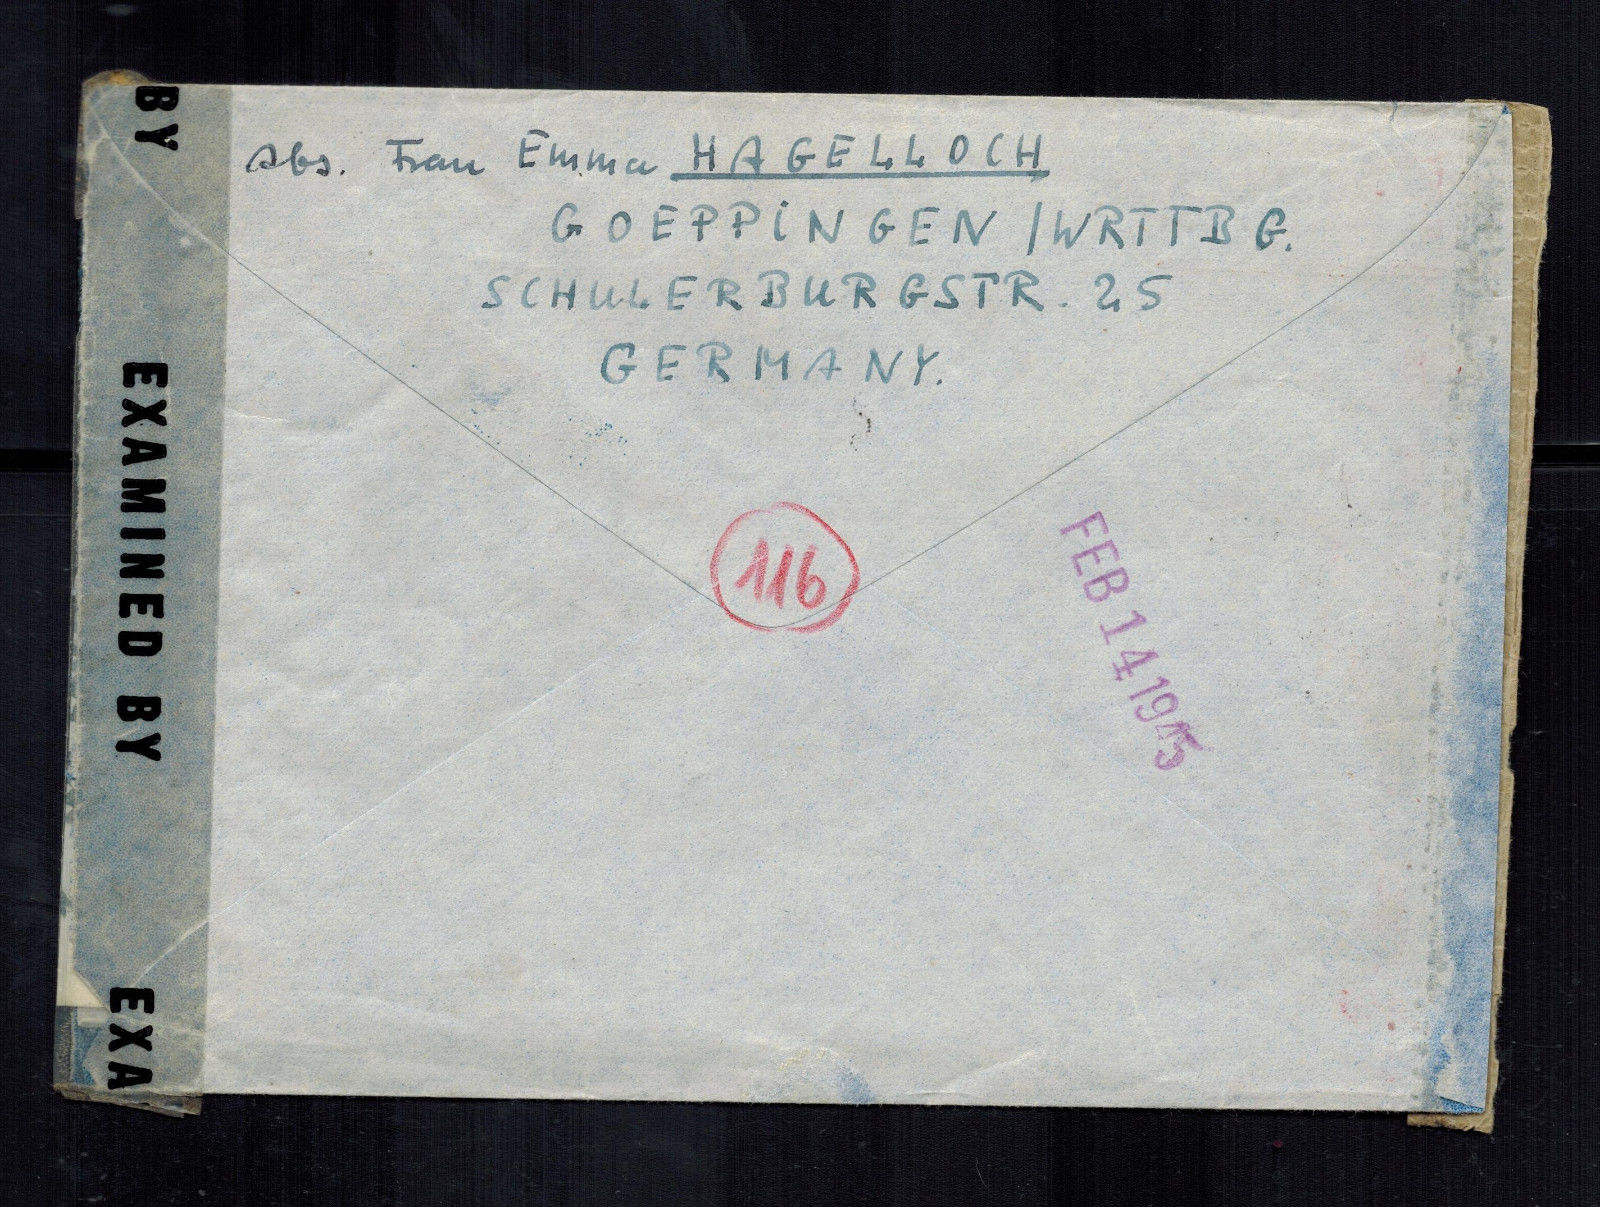 Abs. Frau Emma HAGELLOCH
GOEPPINGEN / WRTTBG.
SCHULERBURGSTR. 25
GERMANY.
116
FEB 14 1945
BY
EXAMINED BY
EXA